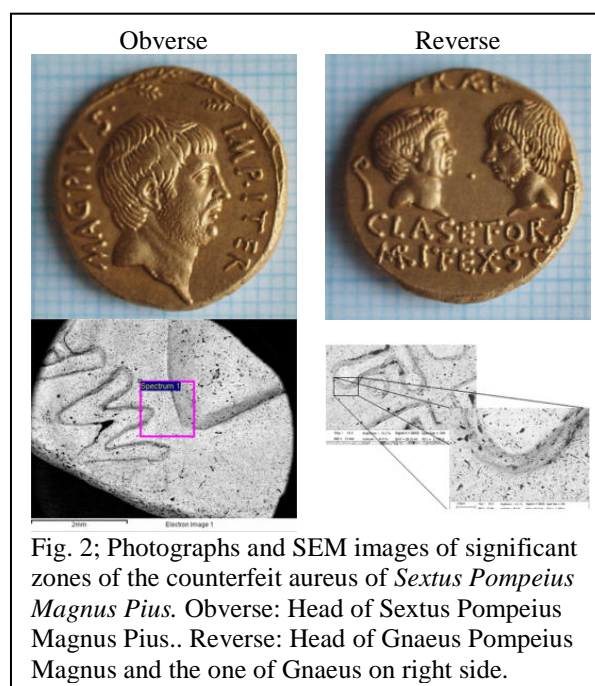 Obverse
Reverse
MAGPIVS·
IMP·ITER
PRÆF
CLASETOR
Spectrum 1
2mm
Electron Image 1
Fig. 2; Photographs and SEM images of significant
zones of the counterfeit aureus of Sextus Pompeius
Magnus Pius. Obverse: Head of Sextus Pompeius
Magnus Pius.. Reverse: Head of Gnaeus Pompeius
Magnus and the one of Gnaeus on right side.